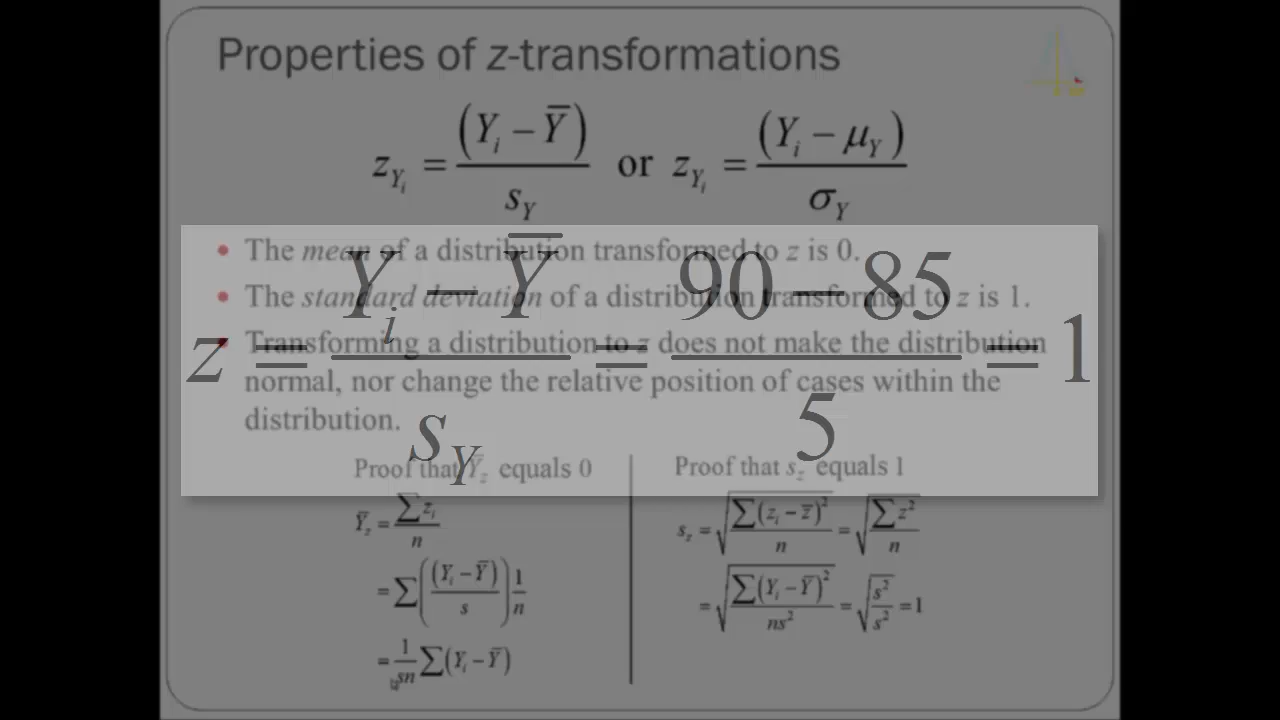 Properties of z-transformations
z_{Y_i} = (Y_i − Ȳ) / s_Y or z_{Y_i} = (Y_i − μ_Y) / σ_Y
• The mean of a distribution transformed to z is 0.
• The standard deviation of a distribution transformed to z is 1.
• Transforming a distribution to z does not make the distribution
normal, nor change the relative position of cases within the
distribution.
z = (Y_i − Ȳ) / s_Y = (90 − 85) / 5 = 1
Proof that Ȳ_z equals 0
Ȳ_z = ∑z_i / n
= ∑((Y_i − Ȳ) / s) 1/n
= 1/sn ∑(Y_i − Ȳ)
Proof that s_z equals 1
s_z = √(∑(z_i − z̄)² / n) = √(∑z² / n)
= √(∑(Y_i − Ȳ)² / ns²) = √(s² / s²) = 1